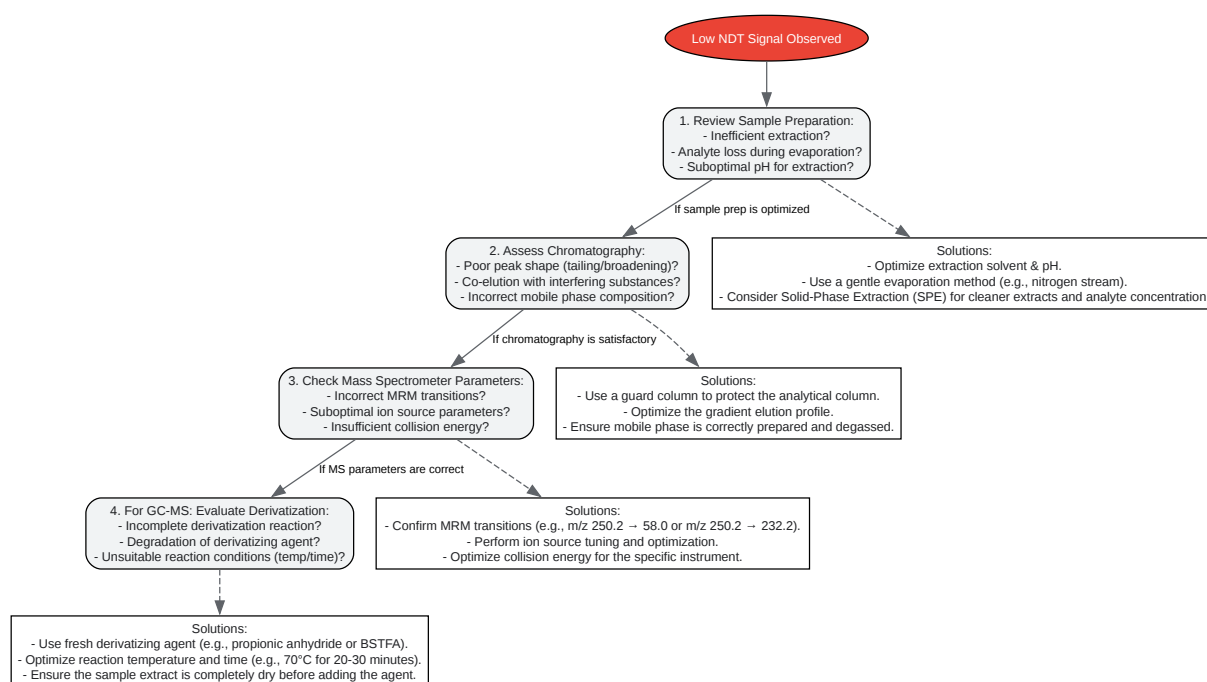 Low NDT Signal Observed
1. Review Sample Preparation:
- Inefficient extraction?
- Analyte loss during evaporation?
- Suboptimal pH for extraction?
If sample prep is optimized
2. Assess Chromatography:
- Poor peak shape (tailing/broadening)?
- Co-elution with interfering substances?
- Incorrect mobile phase composition?
Solutions:
- Optimize extraction solvent & pH.
- Use a gentle evaporation method (e.g., nitrogen stream).
- Consider Solid-Phase Extraction (SPE) for cleaner extracts and analyte concentration
If chromatography is satisfactory
3. Check Mass Spectrometer Parameters:
- Incorrect MRM transitions?
- Suboptimal ion source parameters?
- Insufficient collision energy?
Solutions:
- Use a guard column to protect the analytical column.
- Optimize the gradient elution profile.
- Ensure mobile phase is correctly prepared and degassed.
If MS parameters are correct
4. For GC-MS: Evaluate Derivatization:
- Incomplete derivatization reaction?
- Degradation of derivatizing agent?
- Unsuitable reaction conditions (temp/time)?
Solutions:
- Confirm MRM transitions (e.g., m/z 250.2 → 58.0 or m/z 250.2 → 232.2).
- Perform ion source tuning and optimization.
- Optimize collision energy for the specific instrument.
Solutions:
- Use fresh derivatizing agent (e.g., propionic anhydride or BSTFA).
- Optimize reaction temperature and time (e.g., 70°C for 20-30 minutes).
- Ensure the sample extract is completely dry before adding the agent.